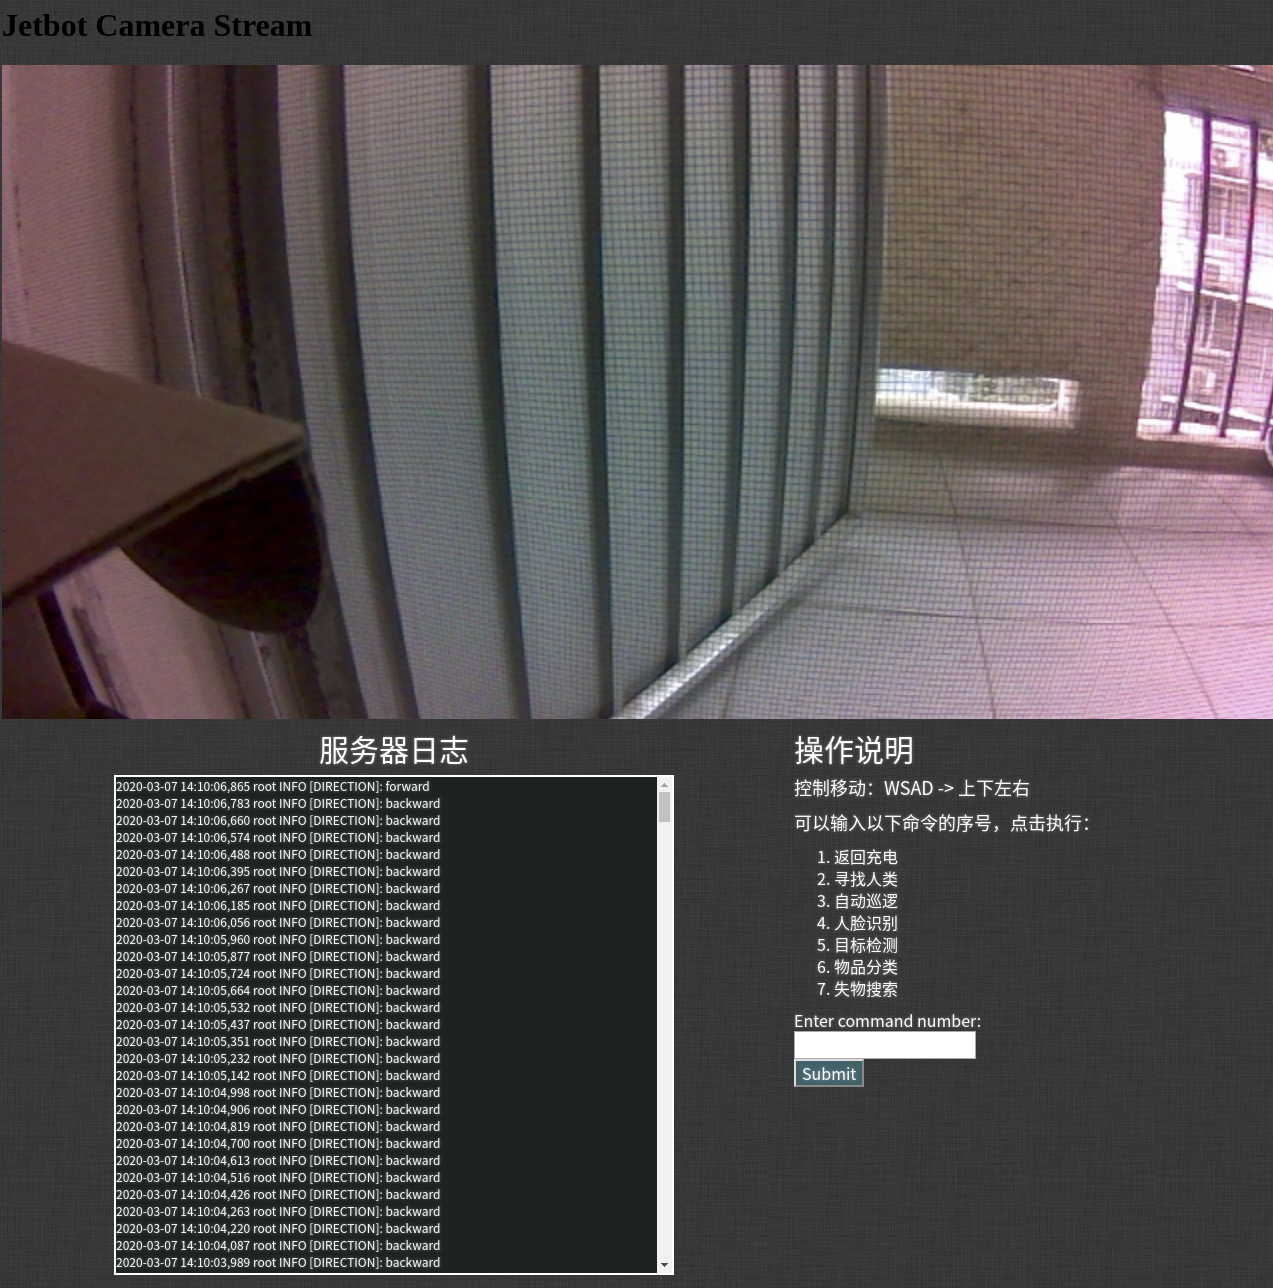 Jetbot Camera Stream
服务器日志
2020-03-07 14:10:06,865 root INFO [DIRECTION]: forward
2020-03-07 14:10:06,783 root INFO [DIRECTION]: backward
2020-03-07 14:10:06,660 root INFO [DIRECTION]: backward
2020-03-07 14:10:06,574 root INFO [DIRECTION]: backward
2020-03-07 14:10:06,488 root INFO [DIRECTION]: backward
2020-03-07 14:10:06,395 root INFO [DIRECTION]: backward
2020-03-07 14:10:06,267 root INFO [DIRECTION]: backward
2020-03-07 14:10:06,185 root INFO [DIRECTION]: backward
2020-03-07 14:10:06,056 root INFO [DIRECTION]: backward
2020-03-07 14:10:05,960 root INFO [DIRECTION]: backward
2020-03-07 14:10:05,877 root INFO [DIRECTION]: backward
2020-03-07 14:10:05,724 root INFO [DIRECTION]: backward
2020-03-07 14:10:05,664 root INFO [DIRECTION]: backward
2020-03-07 14:10:05,532 root INFO [DIRECTION]: backward
2020-03-07 14:10:05,437 root INFO [DIRECTION]: backward
2020-03-07 14:10:05,351 root INFO [DIRECTION]: backward
2020-03-07 14:10:05,232 root INFO [DIRECTION]: backward
2020-03-07 14:10:05,142 root INFO [DIRECTION]: backward
2020-03-07 14:10:04,998 root INFO [DIRECTION]: backward
2020-03-07 14:10:04,906 root INFO [DIRECTION]: backward
2020-03-07 14:10:04,819 root INFO [DIRECTION]: backward
2020-03-07 14:10:04,700 root INFO [DIRECTION]: backward
2020-03-07 14:10:04,613 root INFO [DIRECTION]: backward
2020-03-07 14:10:04,516 root INFO [DIRECTION]: backward
2020-03-07 14:10:04,426 root INFO [DIRECTION]: backward
2020-03-07 14:10:04,263 root INFO [DIRECTION]: backward
2020-03-07 14:10:04,220 root INFO [DIRECTION]: backward
2020-03-07 14:10:04,087 root INFO [DIRECTION]: backward
2020-03-07 14:10:03,989 root INFO [DIRECTION]: backward
操作说明
控制移动：WSAD -> 上下左右
可以输入以下命令的序号，点击执行：
1. 返回充电
2. 寻找人类
3. 自动巡逻
4. 人脸识别
5. 目标检测
6. 物品分类
7. 失物搜索
Enter command number:
Submit